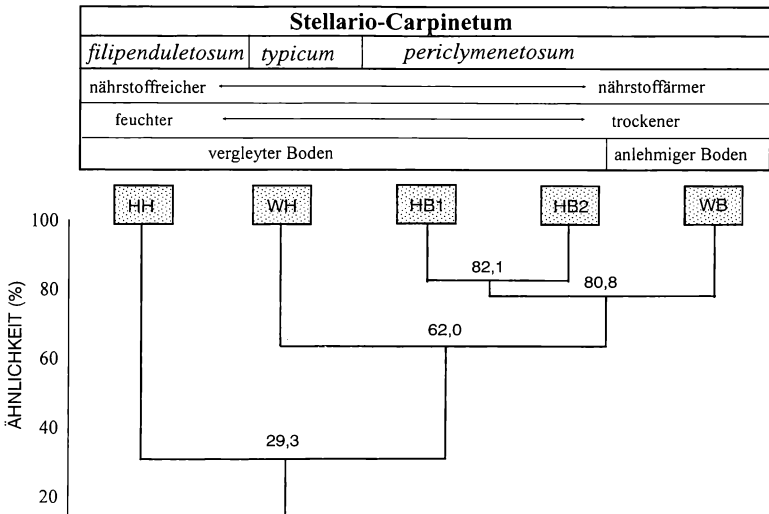 Stellario-Carpinetum
filipenduletosum typicum periclymenetosum
nährstoffreicher nährstoffärmer
feuchter trockener
vergleyter Boden anlehmiger Boden
HH WH HB1 HB2 WB
100
82,1
80,8
80
62,0
60
40
29,3
20
ÄHNLICHKEIT (%)